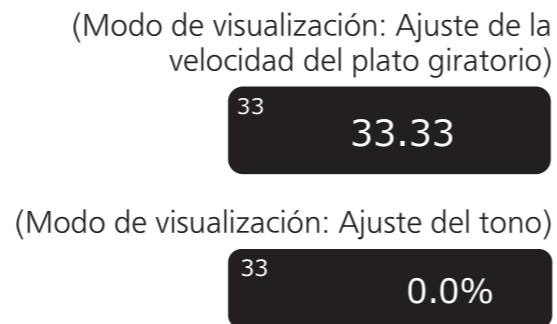 (Modo de visualización: Ajuste de la
velocidad del plato giratorio)
33
33.33
(Modo de visualización: Ajuste del tono)
33
0.0%